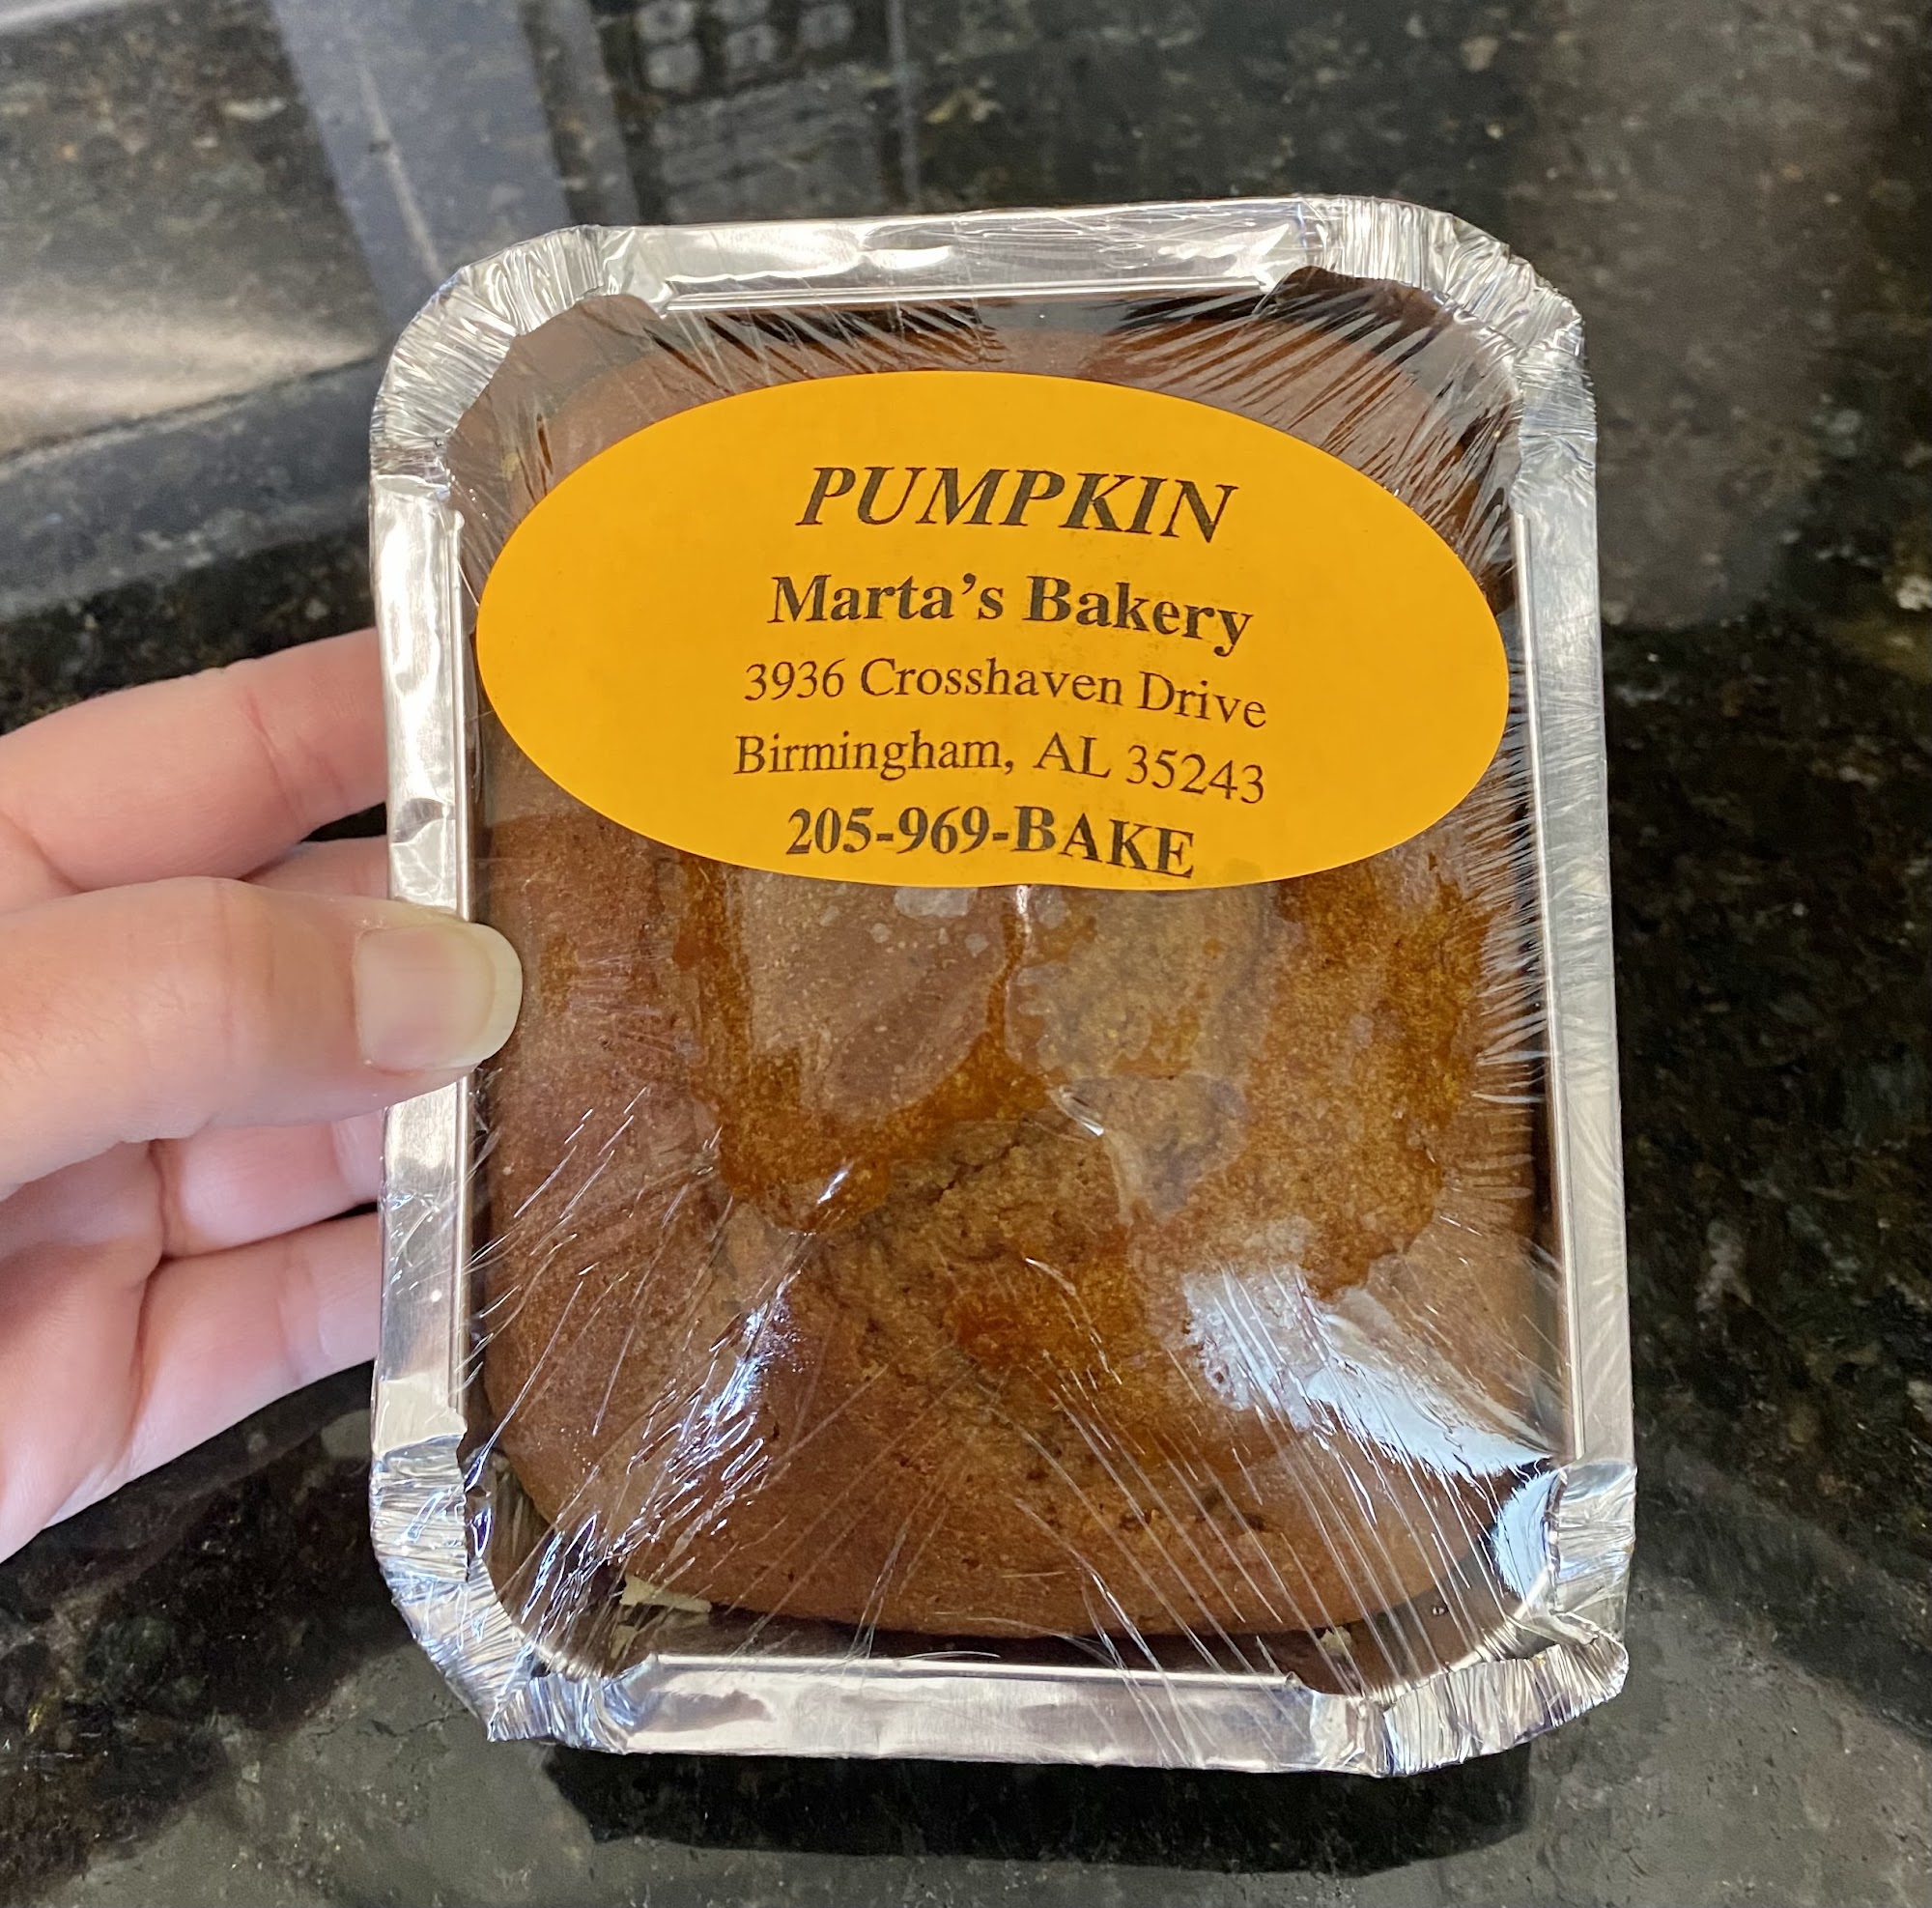 PUMPKIN
Marta's Bakery
3936 Crosshaven Drive
Birmingham, AL 35243
205-969-BAKE